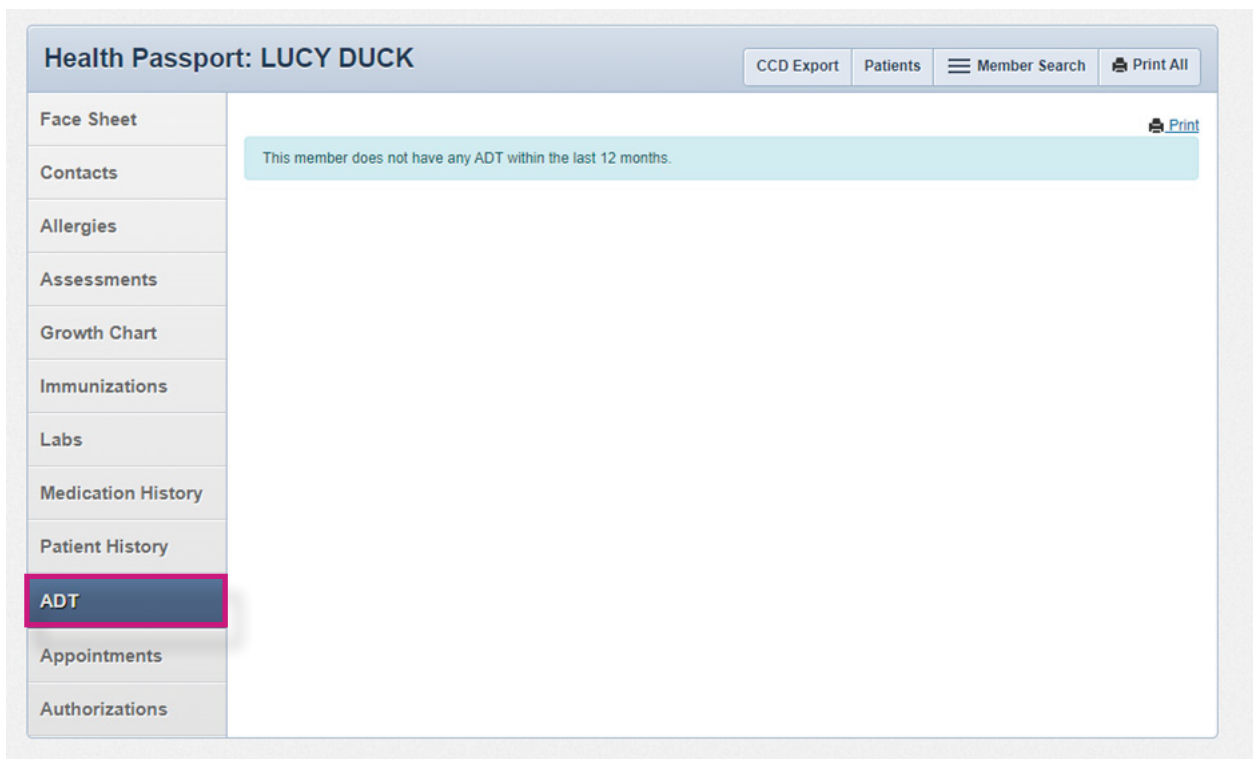 Health Passport: LUCY DUCK
CCD Export
Patients
Member Search
Print All
Face Sheet
Contacts
Allergies
Assessments
Growth Chart
Immunizations
Labs
Medication History
Patient History
ADT
Appointments
Authorizations
Print
This member does not have any ADT within the last 12 months.